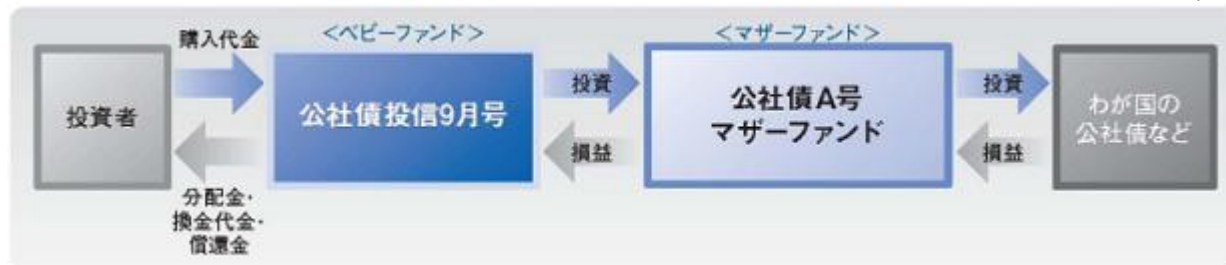 購入代金
<ベビーファンド>
<マザーファンド>
投資者
公社債投信9月号
投資
公社債A号
マザーファンド
投資
わが国の
公社債など
損益
損益
分配金・
換金代金・
償還金